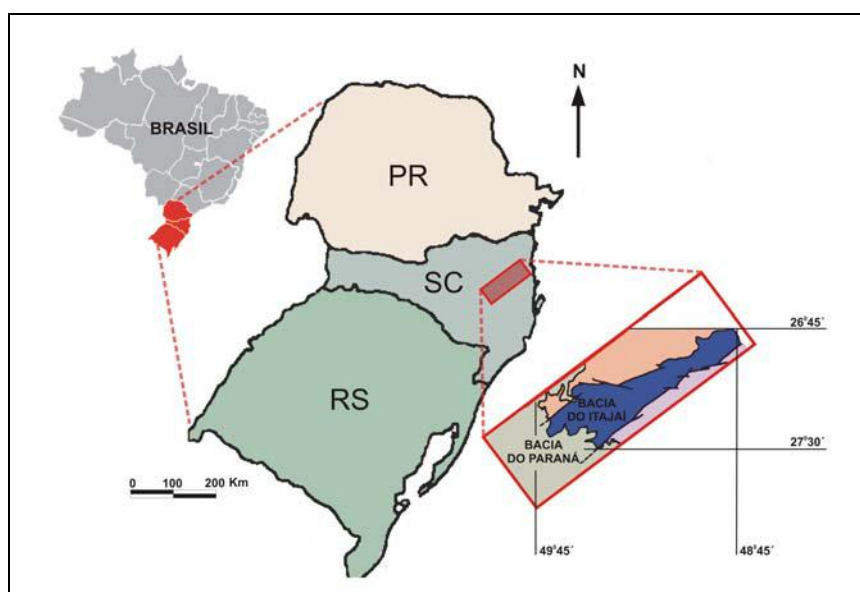 BRASIL
N
PR
SC
RS
26°45´
BACIA
DO ITAJAÍ
BACIA
DO PARANÁ
27°30´
0 100 200 Km
49°45´
48°45´